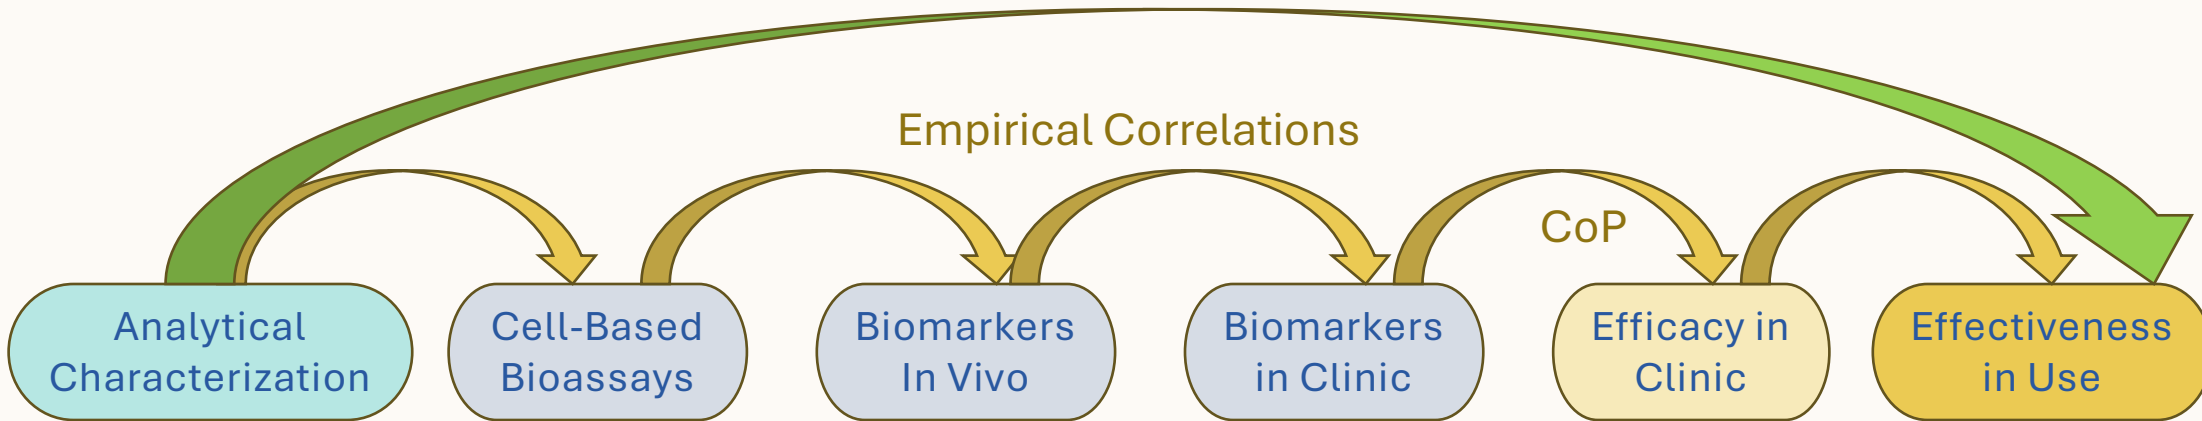 Empirical Correlations
CoP
Analytical
Characterization
Cell-Based
Bioassays
Biomarkers
In Vivo
Biomarkers
in Clinic
Efficacy in
Clinic
Effectiveness
in Use